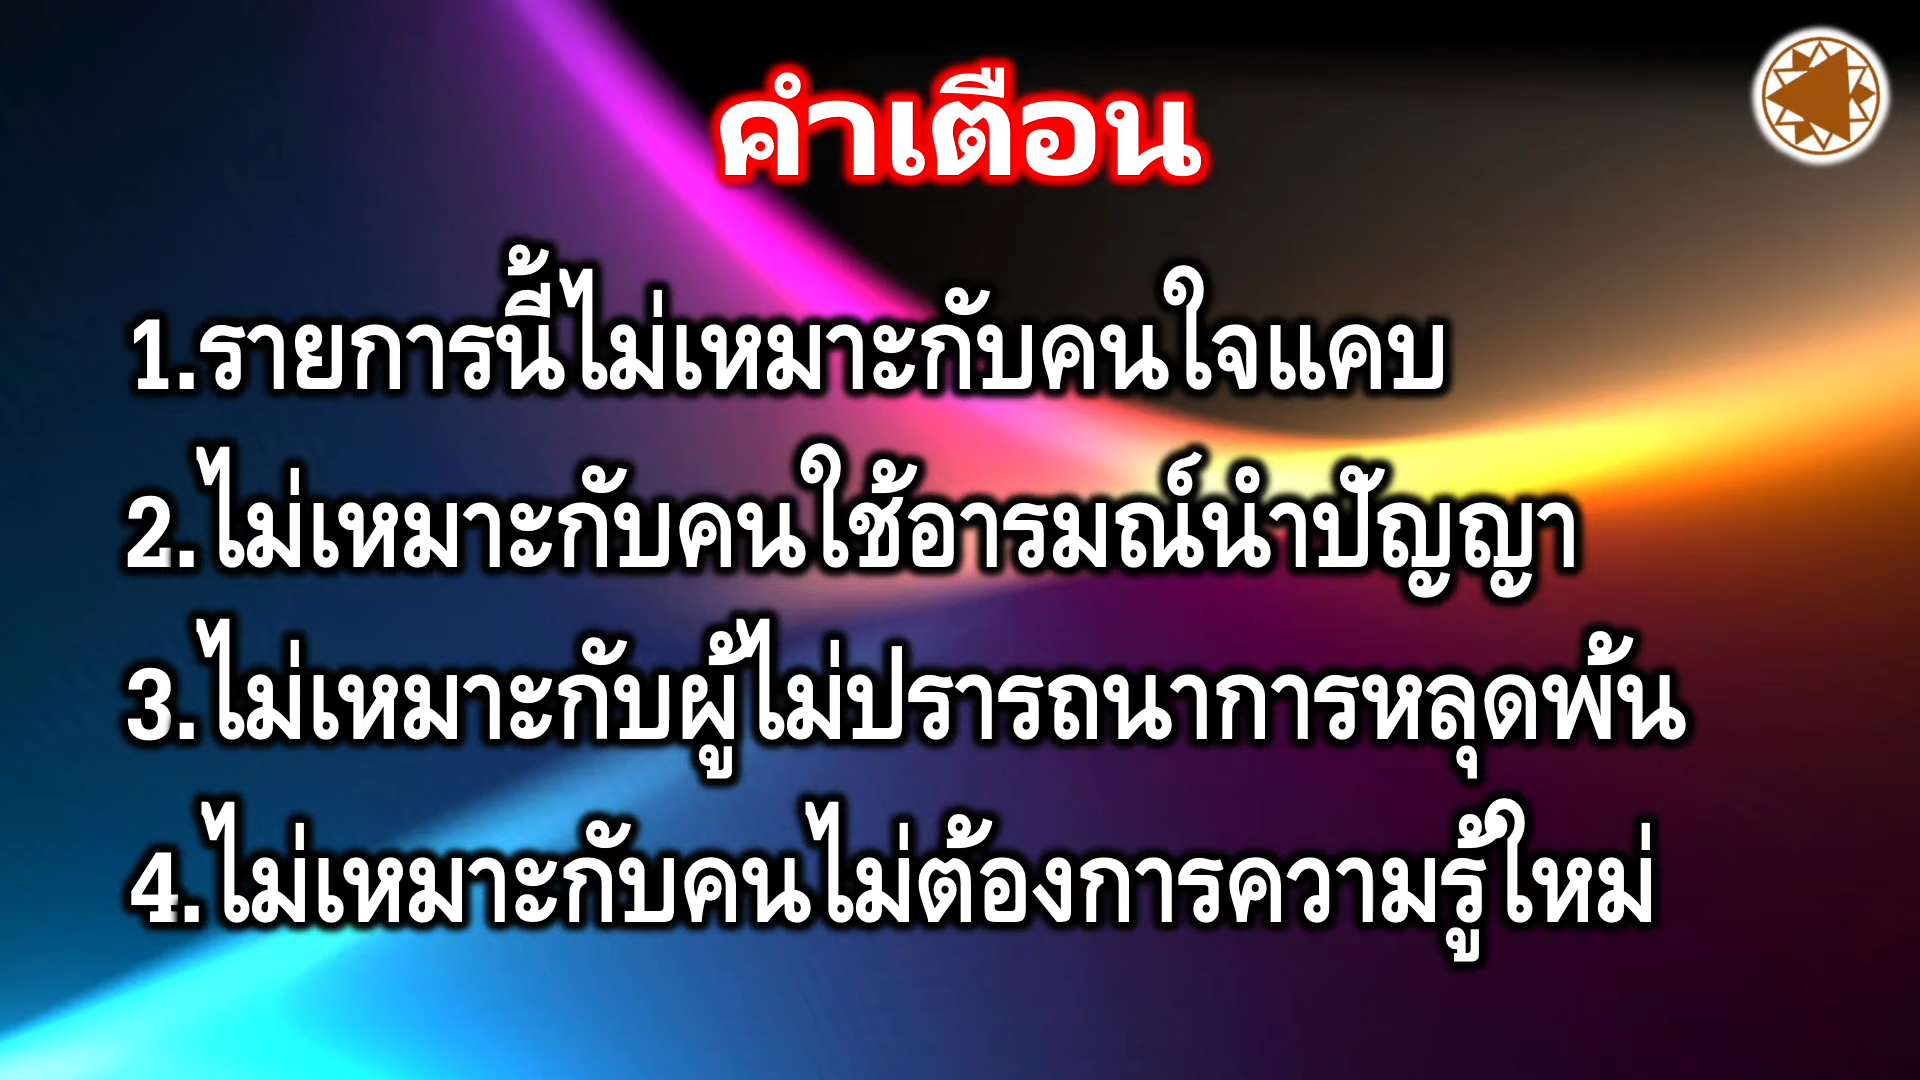 คำเตือน
1.รายการนี้ไม่เหมาะกับคนใจแคบ
2.ไม่เหมาะกับคนใช้อารมณ์นำปัญญา
3.ไม่เหมาะกับผู้ไม่ปรารถนาการหลุดพ้น
4.ไม่เหมาะกับคนไม่ต้องการความรู้ใหม่